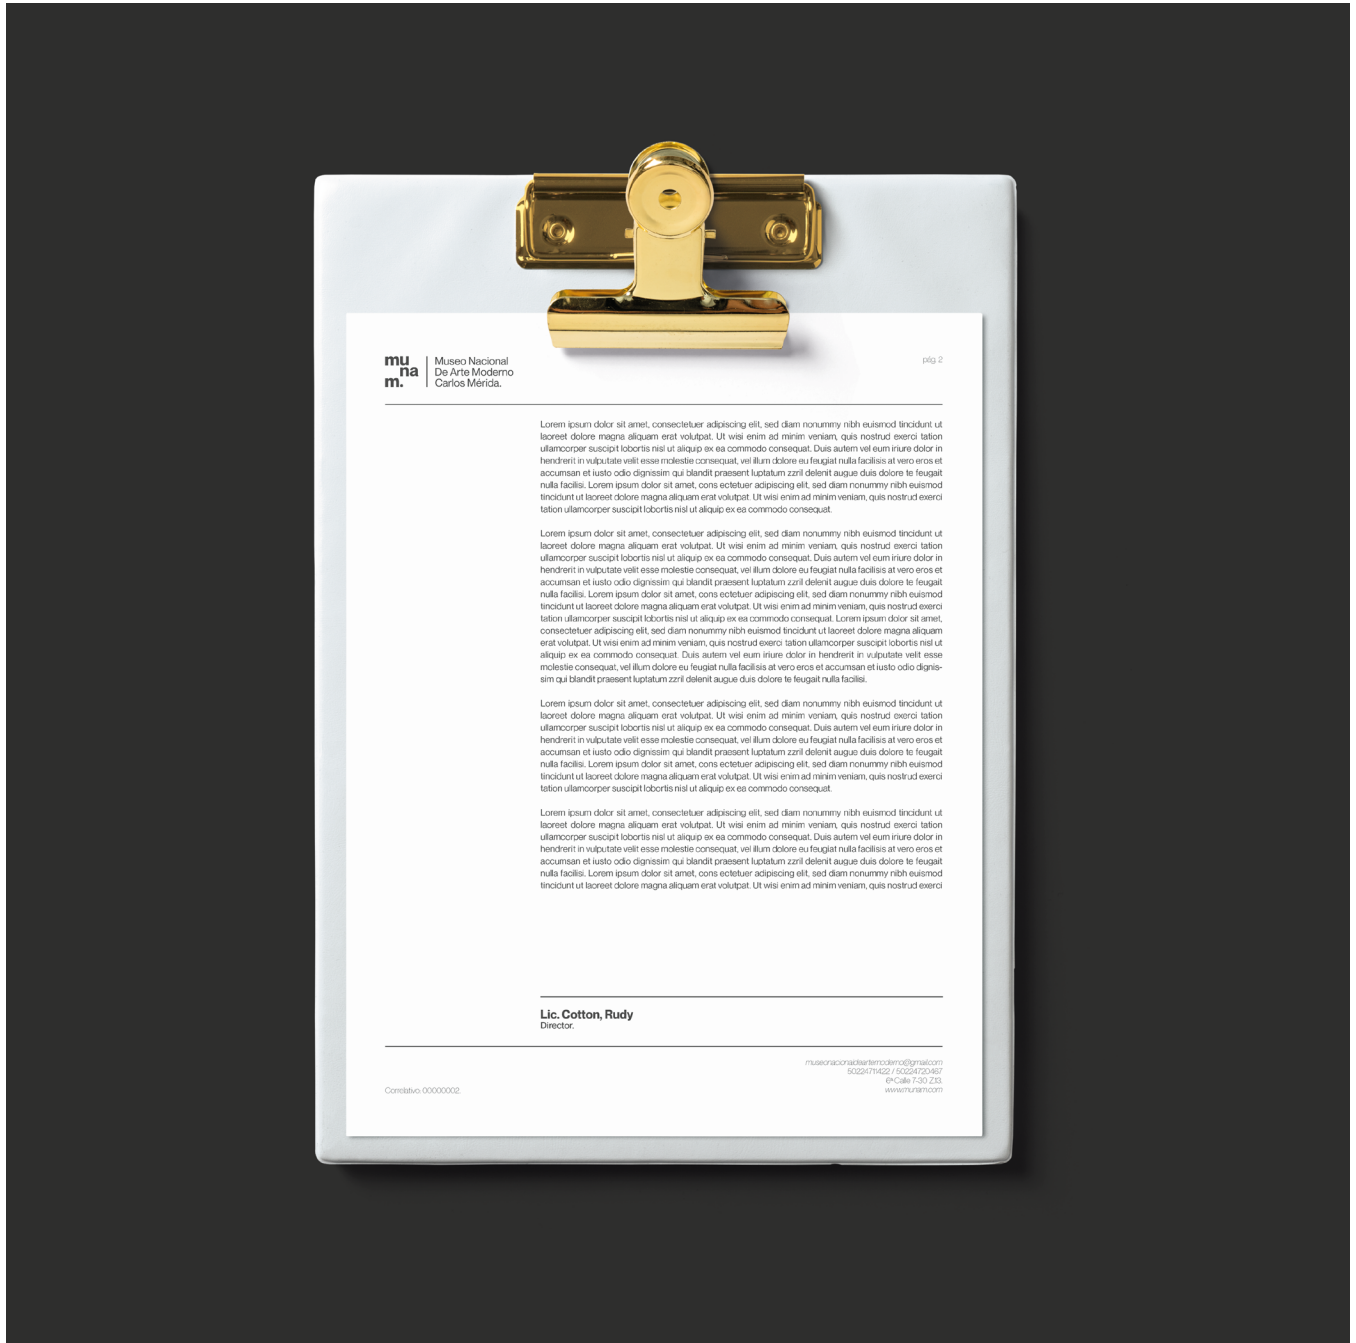 mu
na
m.
Museo Nacional
De Arte Moderno
Carlos Mérida.
pág. 2
Lorem ipsum dolor sit amet, consectetuer adipiscing elit, sed diam nonummy nibh euismod tincidunt ut
laoreet dolore magna aliquam erat volutpat. Ut wisi enim ad minim veniam, quis nostrud exerci tation
ullamcorper suscipit lobortis nisl ut aliquip ex ea commodo consequat. Duis autem vel eum iriure dolor in
hendrerit in vulputate velit esse molestie consequat, vel illum dolore eu feugiat nulla facilisis at vero eros et
accumsan et iusto odio dignissim qui blandit praesent luptatum zzril delenit augue duis dolore te feugait
nulla facilisi. Lorem ipsum dolor sit amet, cons ectetuer adipiscing elit, sed diam nonummy nibh euismod
tincidunt ut laoreet dolore magna aliquam erat volutpat. Ut wisi enim ad minim veniam, quis nostrud exerci
tation ullamcorper suscipit lobortis nisl ut aliquip ex ea commodo consequat.
Lorem ipsum dolor sit amet, consectetuer adipiscing elit, sed diam nonummy nibh euismod tincidunt ut
laoreet dolore magna aliquam erat volutpat. Ut wisi enim ad minim veniam, quis nostrud exerci tation
ullamcorper suscipit lobortis nisl ut aliquip ex ea commodo consequat. Duis autem vel eum iriure dolor in
hendrerit in vulputate velit esse molestie consequat, vel illum dolore eu feugiat nulla facilisis at vero eros et
accumsan et iusto odio dignissim qui blandit praesent luptatum zzril delenit augue duis dolore te feugait
nulla facilisi. Lorem ipsum dolor sit amet, cons ectetuer adipiscing elit, sed diam nonummy nibh euismod
tincidunt ut laoreet dolore magna aliquam erat volutpat. Ut wisi enim ad minim veniam, quis nostrud exerci
tation ullamcorper suscipit lobortis nisl ut aliquip ex ea commodo consequat. Lorem ipsum dolor sit amet,
consectetuer adipiscing elit, sed diam nonummy nibh euismod tincidunt ut laoreet dolore magna aliquam
erat volutpat. Ut wisi enim ad minim veniam, quis nostrud exerci tation ullamcorper suscipit lobortis nisl ut
aliquip ex ea commodo consequat. Duis autem vel eum iriure dolor in hendrerit in vulputate velit esse
molestie consequat, vel illum dolore eu feugiat nulla facilisis at vero eros et accumsan et iusto odio dignis-
sim qui blandit praesent luptatum zzril delenit augue duis dolore te feugait nulla facilisi.
Lorem ipsum dolor sit amet, consectetuer adipiscing elit, sed diam nonummy nibh euismod tincidunt ut
laoreet dolore magna aliquam erat volutpat. Ut wisi enim ad minim veniam, quis nostrud exerci tation
ullamcorper suscipit lobortis nisl ut aliquip ex ea commodo consequat. Duis autem vel eum iriure dolor in
hendrerit in vulputate velit esse molestie consequat, vel illum dolore eu feugiat nulla facilisis at vero eros et
accumsan et iusto odio dignissim qui blandit praesent luptatum zzril delenit augue duis dolore te feugait
nulla facilisi. Lorem ipsum dolor sit amet, cons ectetuer adipiscing elit, sed diam nonummy nibh euismod
tincidunt ut laoreet dolore magna aliquam erat volutpat. Ut wisi enim ad minim veniam, quis nostrud exerci
tation ullamcorper suscipit lobortis nisl ut aliquip ex ea commodo consequat.
Lorem ipsum dolor sit amet, consectetuer adipiscing elit, sed diam nonummy nibh euismod tincidunt ut
laoreet dolore magna aliquam erat volutpat. Ut wisi enim ad minim veniam, quis nostrud exerci tation
ullamcorper suscipit lobortis nisl ut aliquip ex ea commodo consequat. Duis autem vel eum iriure dolor in
hendrerit in vulputate velit esse molestie consequat, vel illum dolore eu feugiat nulla facilisis at vero eros et
accumsan et iusto odio dignissim qui blandit praesent luptatum zzril delenit augue duis dolore te feugait
nulla facilisi. Lorem ipsum dolor sit amet, cons ectetuer adipiscing elit, sed diam nonummy nibh euismod
tincidunt ut laoreet dolore magna aliquam erat volutpat. Ut wisi enim ad minim veniam, quis nostrud exerci
Lic. Cotton, Rudy
Director.
museonacionaldeartemoderno@gmail.com
50224711422 / 50224720467
6ª Calle 7-30 Z.13.
www.munam.com
Correlativo: 00000002.